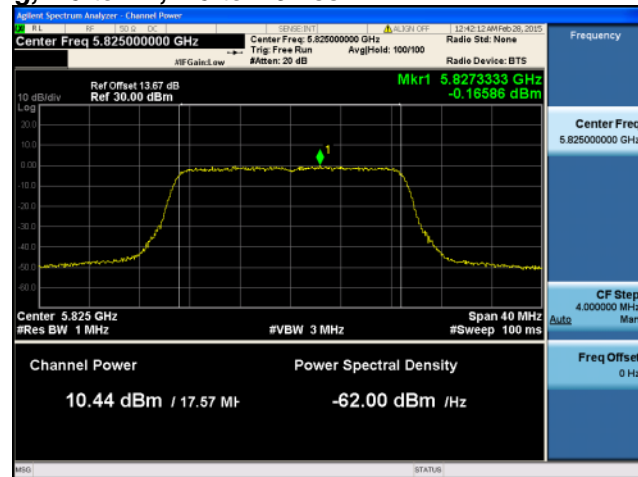 Agilent Spectrum Analyzer - Channel Power
RL RF 50 Ω DC SENSE:INT ALIGN OFF 12:42:12 AM Feb 28, 2015
Center Freq 5.825000000 GHz
Center Freq: 5.825000000 GHz
Radio Std: None
Trig: Free Run Avg|Hold: 100/100
#IFGain:Low #Atten: 20 dB Radio Device: BTS
Mkr1 5.8273333 GHz
-0.16586 dBm
Ref Offset 13.67 dB
10 dB/div Ref 30.00 dBm
Log
20.0
10.0
0.00
-10.0
-20.0
-30.0
-40.0
-50.0
-60.0
1
Center 5.825 GHz Span 40 MHz
#Res BW 1 MHz #VBW 3 MHz #Sweep 100 ms
Channel Power Power Spectral Density
10.44 dBm / 17.57 MH -62.00 dBm /Hz
MSG STATUS
Frequency
Center Freq
5.825000000 GHz
CF Step
4.000000 MHz
Auto Man
Freq Offset
0 Hz